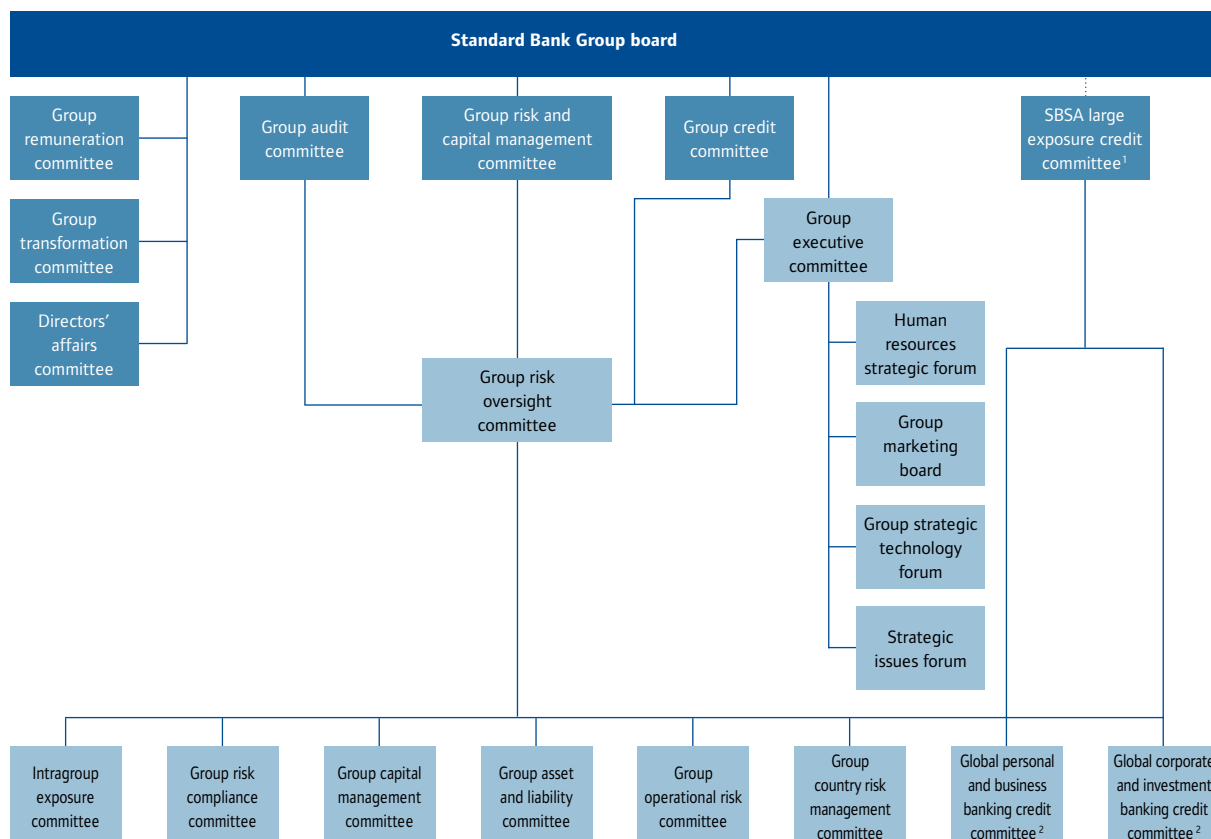 Standard Bank Group board
Group
remuneration
committee
Group audit
committee
Group risk and
capital management
committee
Group credit
committee
SBSA large
exposure credit
committee¹
Group
transformation
committee
Group
executive
committee
Directors’
affairs
committee
Human
resources
strategic forum
Group risk
oversight
committee
Group
marketing
board
Group strategic
technology
forum
Strategic
issues forum
Intragroup
exposure
committee
Group risk
compliance
committee
Group capital
management
committee
Group asset
and liability
committee
Group
operational risk
committee
Group
country risk
management
committee
Global personal
and business
banking credit
committee²
Global corporate
and investment
banking credit
committee²